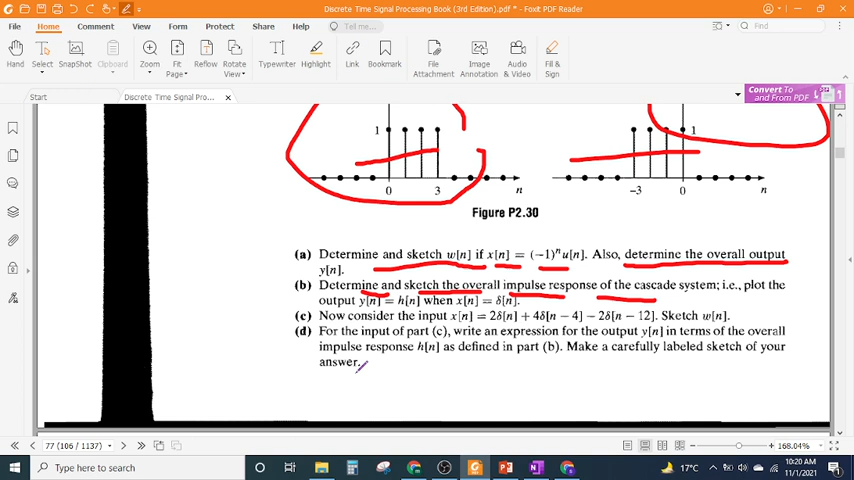 Discrete Time Signal Processing Book (3rd Edition).pdf * - Foxit PDF Reader
File Home Comment View Form Protect Share Help Tell me... Find
Hand Select SnapShot Clipboard Zoom Fit Page Reflow Rotate View Typewriter Highlight Link Bookmark File Attachment Image Annotation Audio & Video Fill & Sign
Start Discrete Time Signal Pro... Convert To and From PDF
1 1
0 3 n −3 0 n
Figure P2.30
(a) Determine and sketch w[n] if x[n] = (−1)ⁿu[n]. Also, determine the overall output
y[n].
(b) Determine and sketch the overall impulse response of the cascade system; i.e., plot the
output y[n] = h[n] when x[n] = δ[n].
(c) Now consider the input x[n] = 2δ[n] + 4δ[n − 4] − 2δ[n − 12]. Sketch w[n].
(d) For the input of part (c), write an expression for the output y[n] in terms of the overall
impulse response h[n] as defined in part (b). Make a carefully labeled sketch of your
answer.
77 (106 / 1137) 168.04%
Type here to search 17°C 10:20 AM
11/1/2021